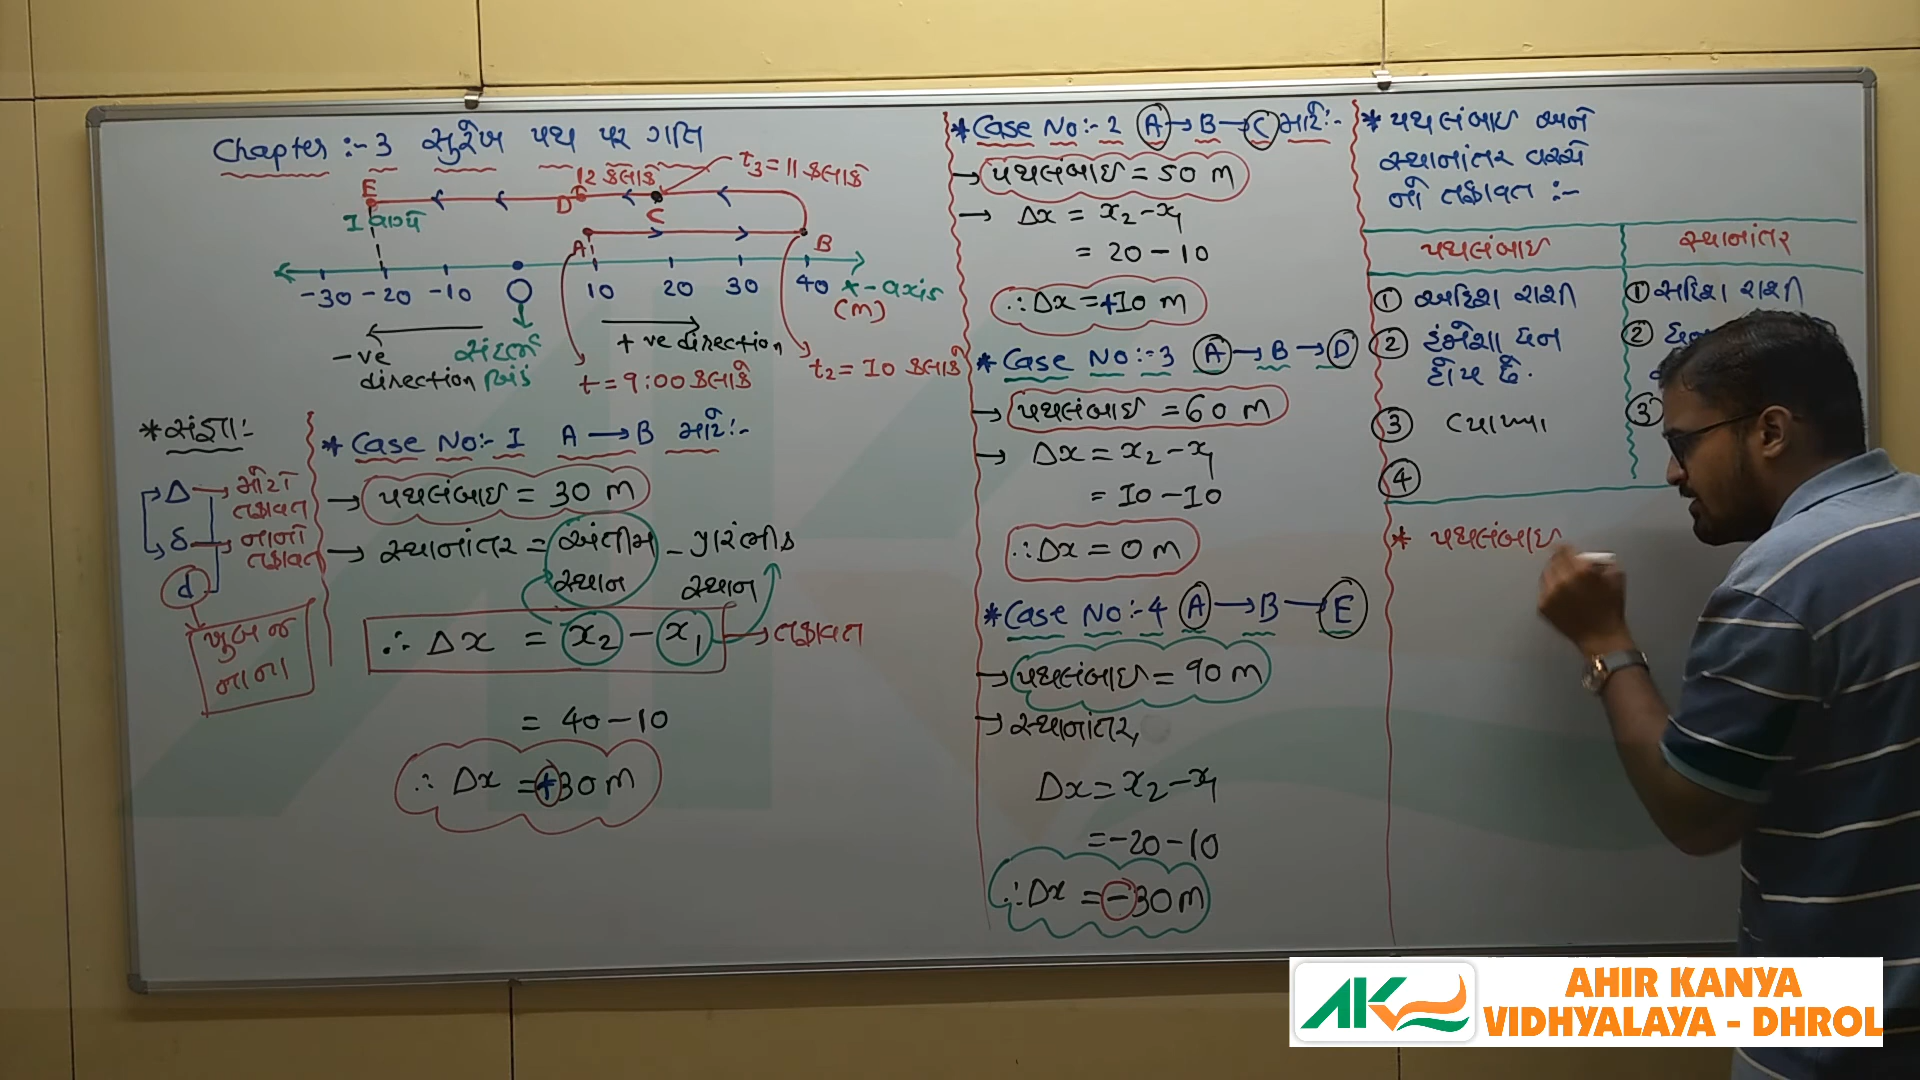 Chapter :- 3 સુરેખ પથ પર ગતિ
t3 = 11 કલાકે
12 કલાકે
E
D
C
1 વાગ્યે
A
B
-30 -20 -10 O 10 20 30 40 x-axis
(m)
-ve direction
સંદર્ભ બિંદુ
+ve direction
t = 9:00 કલાકે
t2 = 10 કલાકે
* સંજ્ઞા :-
Δ → મોટો તફાવત
δ → નાનો તફાવત
d
ખુબ જ નાના
* Case No:- I A → B માટે :-
→ પથલંબાઈ = 30 m
→ સ્થાનાંતર = અંતીમ સ્થાન - પ્રારંભીક સ્થાન
∴ Δx = x2 - x1 → તફાવત
= 40 - 10
∴ Δx = +30 m
* Case No:- 2 A → B → C માટે :-
→ પથલંબાઈ = 50 m
→ Δx = x2 - x1
= 20 - 10
∴ Δx = +10 m
* Case No:- 3 A → B → D
→ પથલંબાઈ = 60 m
→ Δx = x2 - x1
= 10 - 10
∴ Δx = 0 m
* Case No:- 4 A → B → E
→ પથલંબાઈ = 90 m
→ સ્થાનાંતર,
Δx = x2 - x1
= -20 - 10
∴ Δx = -30 m
* પથલંબાઈ અને
સ્થાનાંતર વચ્ચે
નો તફાવત :-
પથલંબાઈ
① અદિશ રાશી
② હંમેશા ધન
હોય છે.
③ વ્યાખ્યા
④
સ્થાનાંતર
① સદિશ રાશી
②
③
* પથલંબાઈ
AK
AHIR KANYA
VIDHYALAYA - DHROL